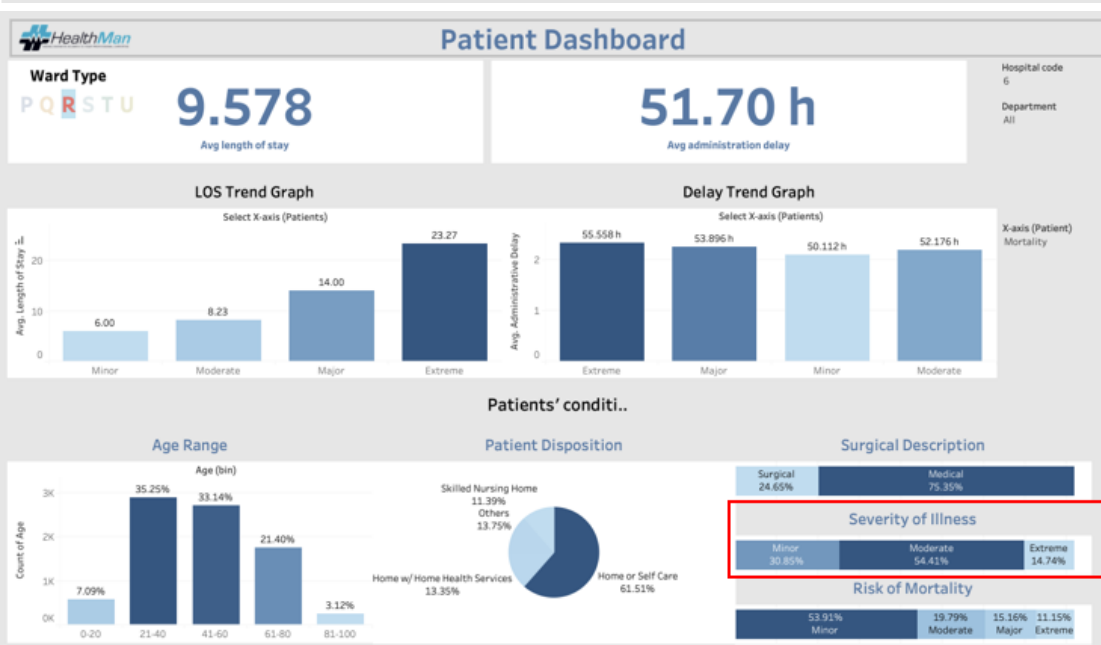 HealthMan
Patient Dashboard
Ward Type
P Q R S T U
9.578
Avg length of stay
51.70 h
Avg administration delay
Hospital code
6
Department
All
LOS Trend Graph
Select X-axis (Patients)
Avg. Length of Stay
20
10
0
6.00
8.23
14.00
23.27
Minor
Moderate
Major
Extreme
Delay Trend Graph
Select X-axis (Patients)
Avg. Administrative Delay
2
1
0
55.558 h
53.896 h
50.112 h
52.176 h
Extreme
Major
Minor
Moderate
X-axis (Patient)
Mortality
Patients' conditi..
Age Range
Age (bin)
Count of Age
3K
2K
1K
0K
7.09%
35.25%
33.14%
21.40%
3.12%
0-20
21-40
41-60
61-80
81-100
Patient Disposition
Skilled Nursing Home
11.39%
Others
13.75%
Home w/ Home Health Services
13.35%
Home or Self Care
61.51%
Surgical Description
Surgical
24.65%
Medical
75.35%
Severity of Illness
Minor
30.85%
Moderate
54.41%
Extreme
14.74%
Risk of Mortality
53.91%
Minor
19.79%
Moderate
15.16%
Major
11.15%
Extreme